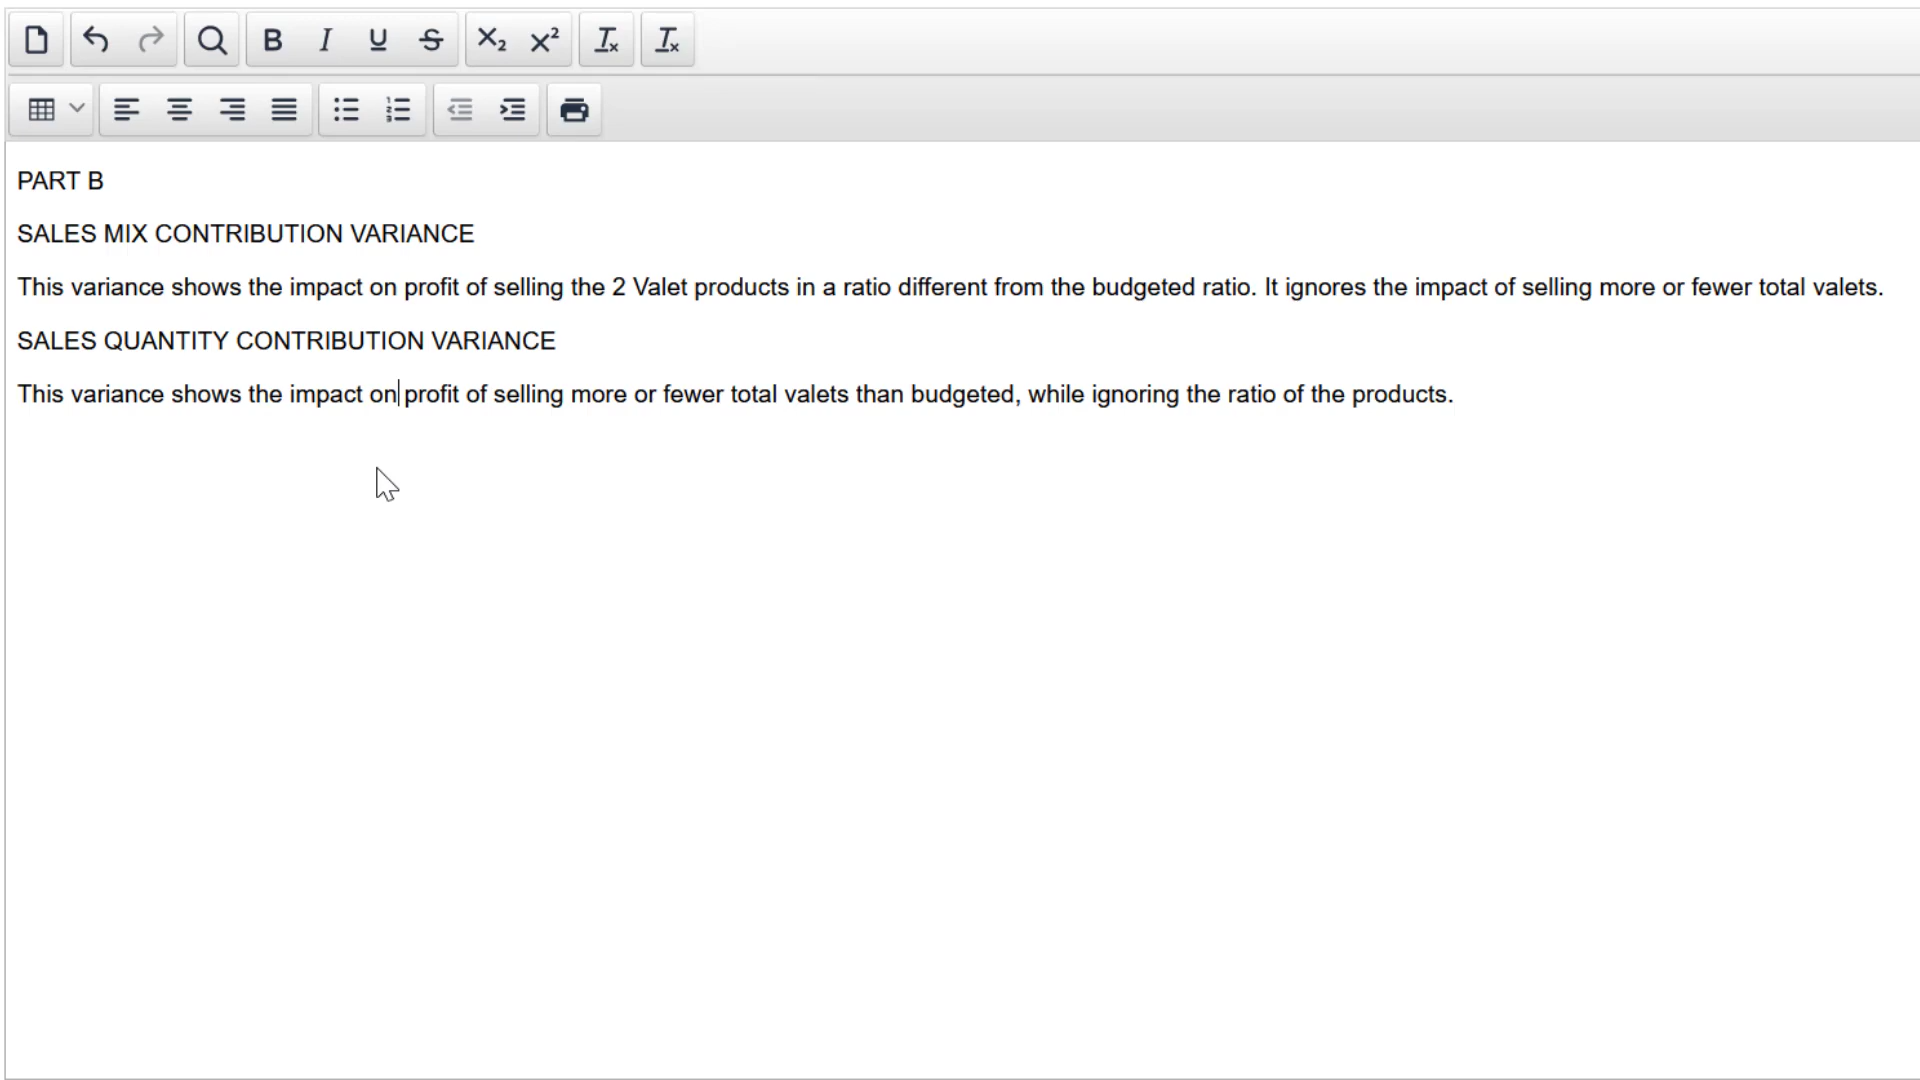 PART B
SALES MIX CONTRIBUTION VARIANCE
This variance shows the impact on profit of selling the 2 Valet products in a ratio different from the budgeted ratio. It ignores the impact of selling more or fewer total valets.
SALES QUANTITY CONTRIBUTION VARIANCE
This variance shows the impact on profit of selling more or fewer total valets than budgeted, while ignoring the ratio of the products.